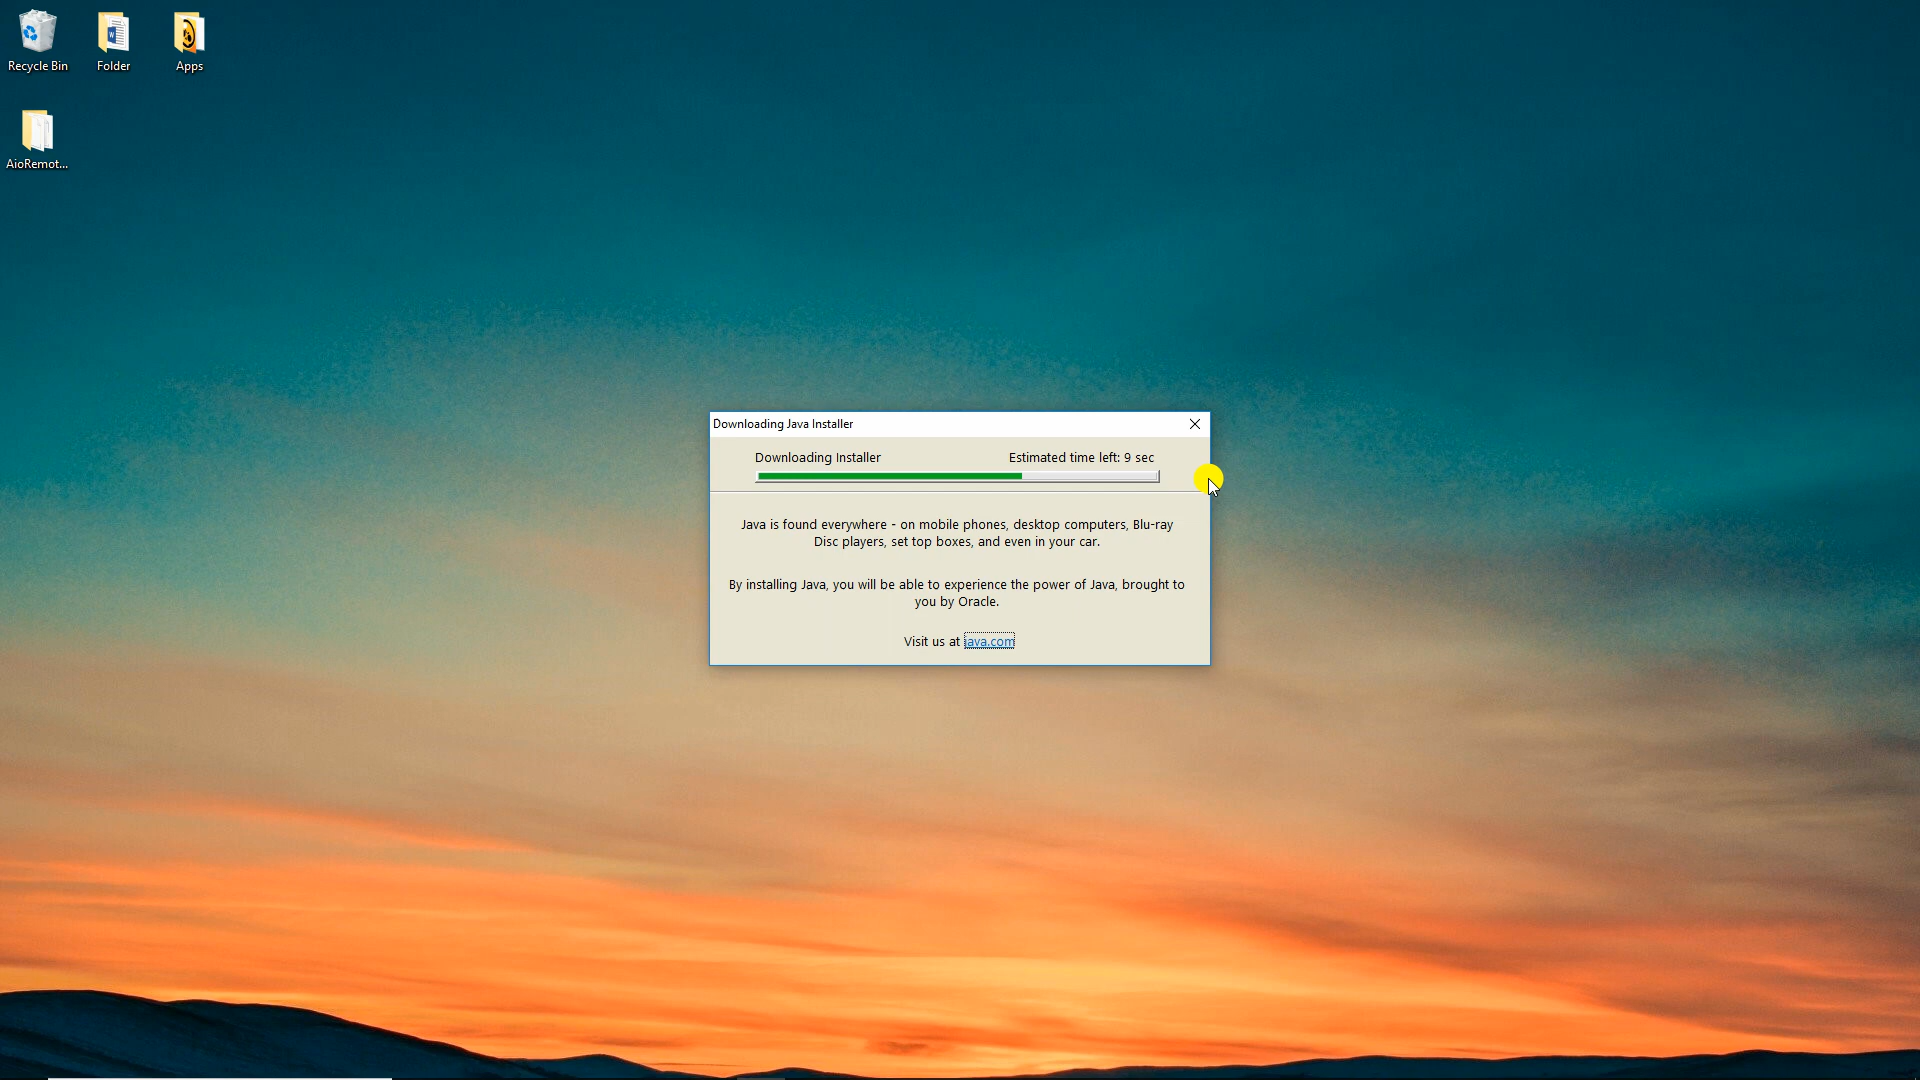 Recycle Bin
Folder
Apps
AioRemot...
Downloading Java Installer
Downloading Installer
Estimated time left: 9 sec
Java is found everywhere - on mobile phones, desktop computers, Blu-ray
Disc players, set top boxes, and even in your car.
By installing Java, you will be able to experience the power of Java, brought to
you by Oracle.
Visit us at java.com